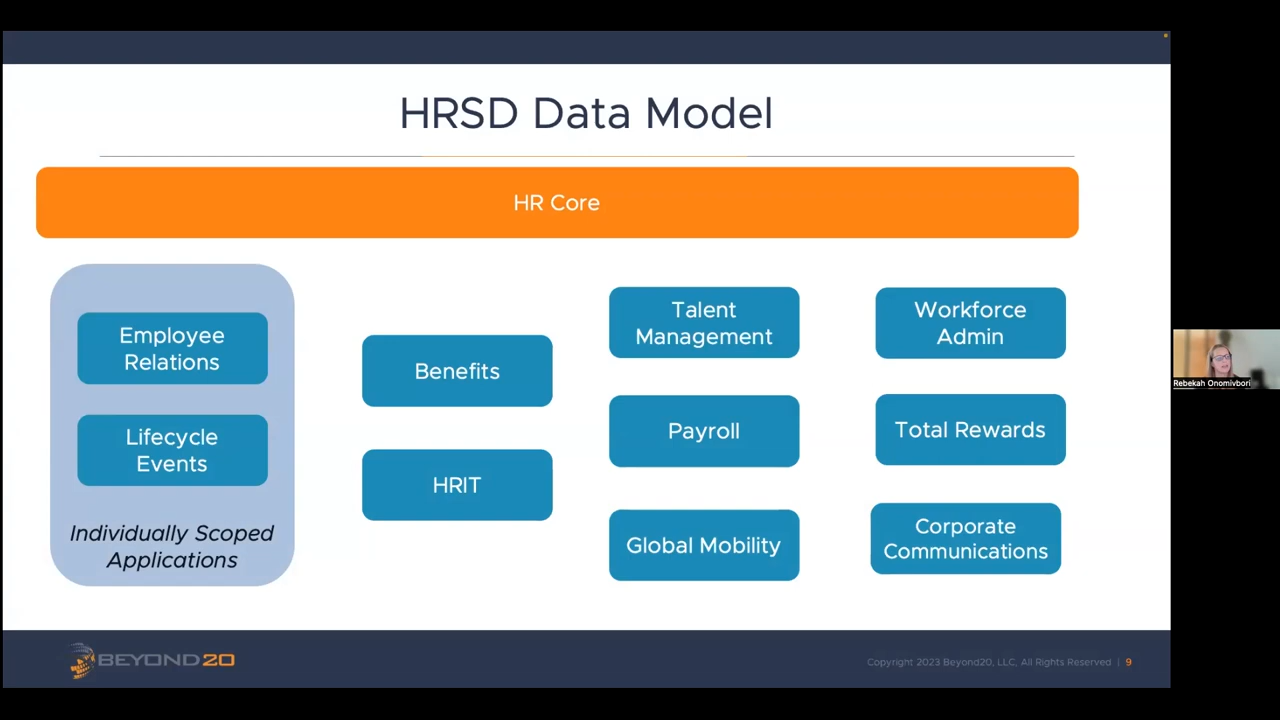 HRSD Data Model
HR Core
Employee
Relations
Lifecycle
Events
Individually Scoped
Applications
Benefits
HRIT
Talent
Management
Payroll
Global Mobility
Workforce
Admin
Total Rewards
Corporate
Communications
Rebekah Onomivbori
BEYOND20
Copyright 2023 Beyond20, LLC, All Rights Reserved | 9